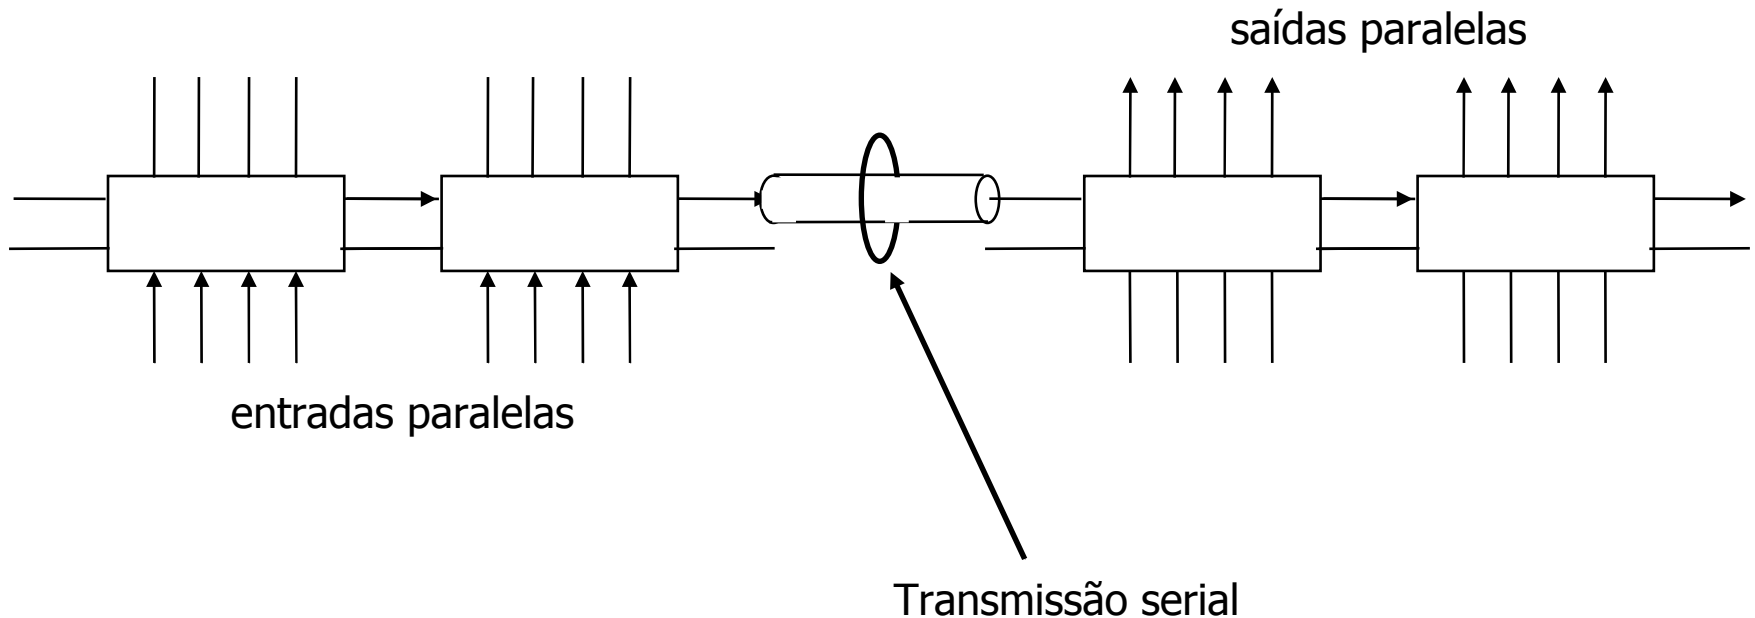 saídas paralelas
entradas paralelas
Transmissão serial